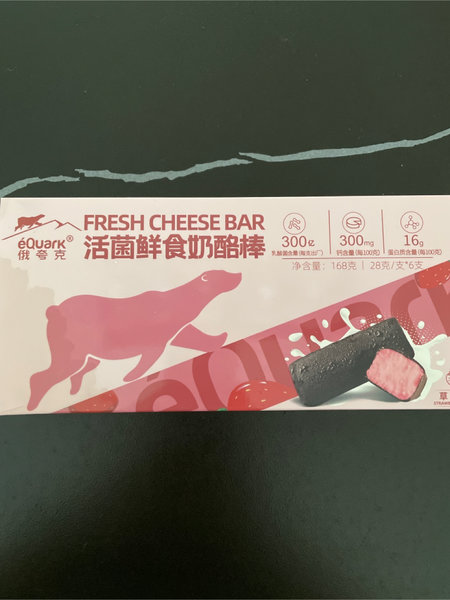 éQuark®
俄夸克
FRESH CHEESE BAR
活菌鲜食奶酪棒
300亿
乳酸菌含量(每支出厂)
300mg
钙含量(每100克)
16g
蛋白质含量(每100克)
净含量: 168克 | 28克/支*6支
éQuark
草
STRAW